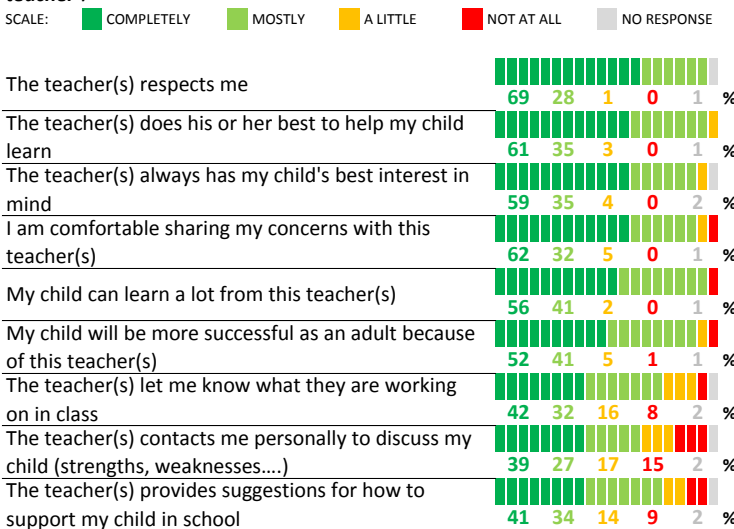 SCALE: COMPLETELY MOSTLY A LITTLE NOT AT ALL NO RESPONSE
The teacher(s) respects me
69 28 1 0 1 %
The teacher(s) does his or her best to help my child
learn
61 35 3 0 1 %
The teacher(s) always has my child's best interest in
mind
59 35 4 0 2 %
I am comfortable sharing my concerns with this
teacher(s)
62 32 5 0 1 %
My child can learn a lot from this teacher(s)
56 41 2 0 1 %
My child will be more successful as an adult because
of this teacher(s)
52 41 5 1 1 %
The teacher(s) let me know what they are working
on in class
42 32 16 8 2 %
The teacher(s) contacts me personally to discuss my
child (strengths, weaknesses....)
39 27 17 15 2 %
The teacher(s) provides suggestions for how to
support my child in school
41 34 14 9 2 %